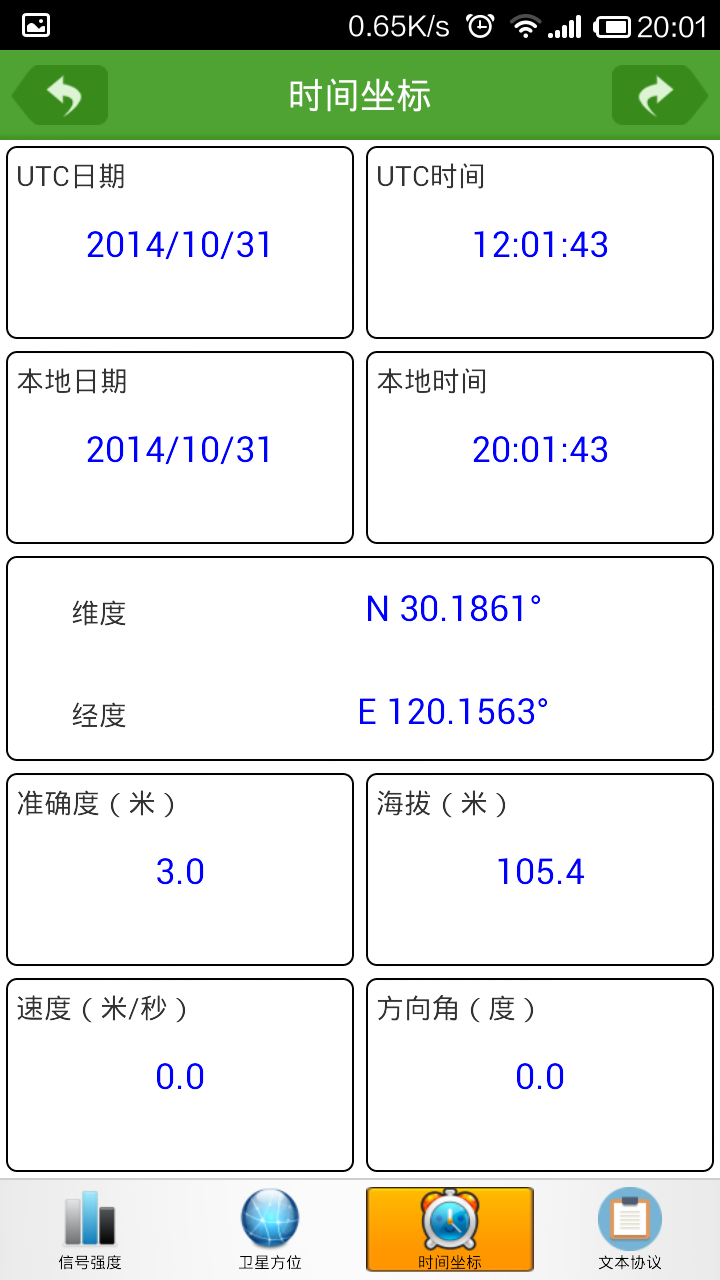 0.65K/s 20:01
时间坐标
UTC日期 UTC时间
2014/10/31 12:01:43
本地日期 本地时间
2014/10/31 20:01:43
维度 N 30.1861°
经度 E 120.1563°
准确度（米） 海拔（米）
3.0 105.4
速度（米/秒） 方向角（度）
0.0 0.0
信号强度 卫星方位 时间坐标 文本协议